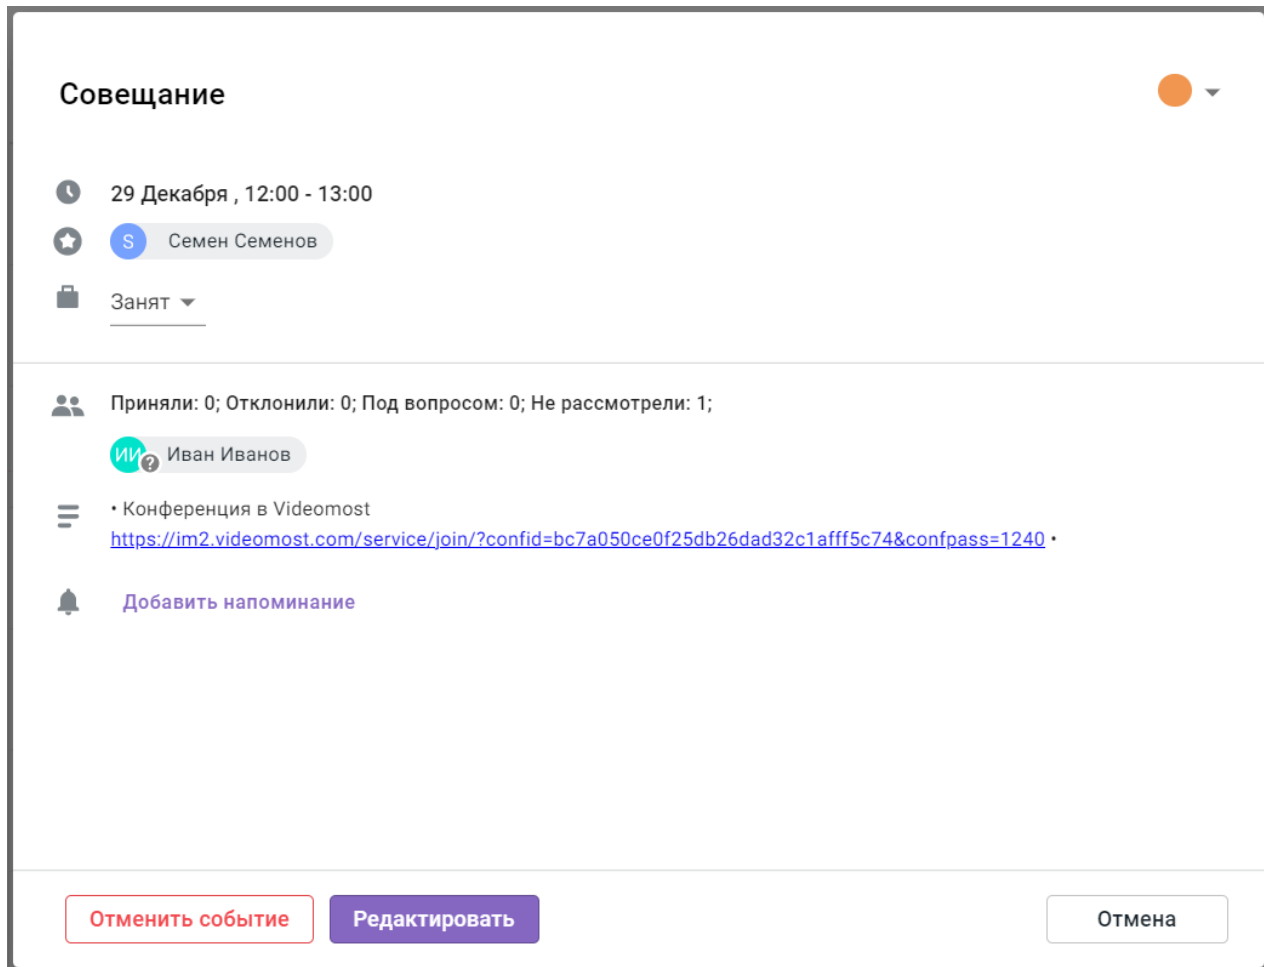 Совещание
29 Декабря , 12:00 - 13:00
S Семен Семенов
Занят
Приняли: 0; Отклонили: 0; Под вопросом: 0; Не рассмотрели: 1;
ИИ ? Иван Иванов
• Конференция в Videomost
https://im2.videomost.com/service/join/?confid=bc7a050ce0f25db26dad32c1afff5c74&confpass=1240 •
Добавить напоминание
Отменить событие Редактировать Отмена